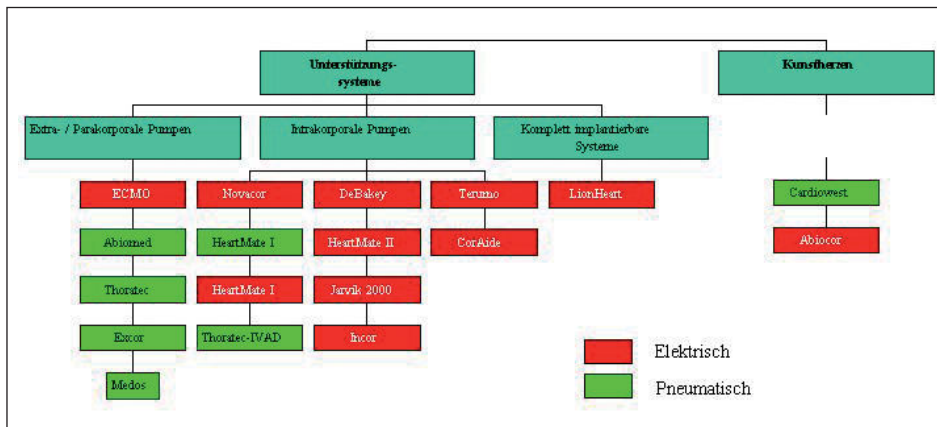 Unterstützungs-
systeme
Kunstherzen
Extra- / Parakorporale Pumpen
Intrakorporale Pumpen
Komplett implantierbare
Systeme
ECMO
Novacor
DeBakey
Terumo
LionHeart
Cardiowest
Abiomed
HeartMate I
HeartMate II
CorAide
Abiocor
Thoratec
HeartMate I
Jarvik 2000
Excor
Thoratec-IVAD
Incor
Medos
Elektrisch
Pneumatisch